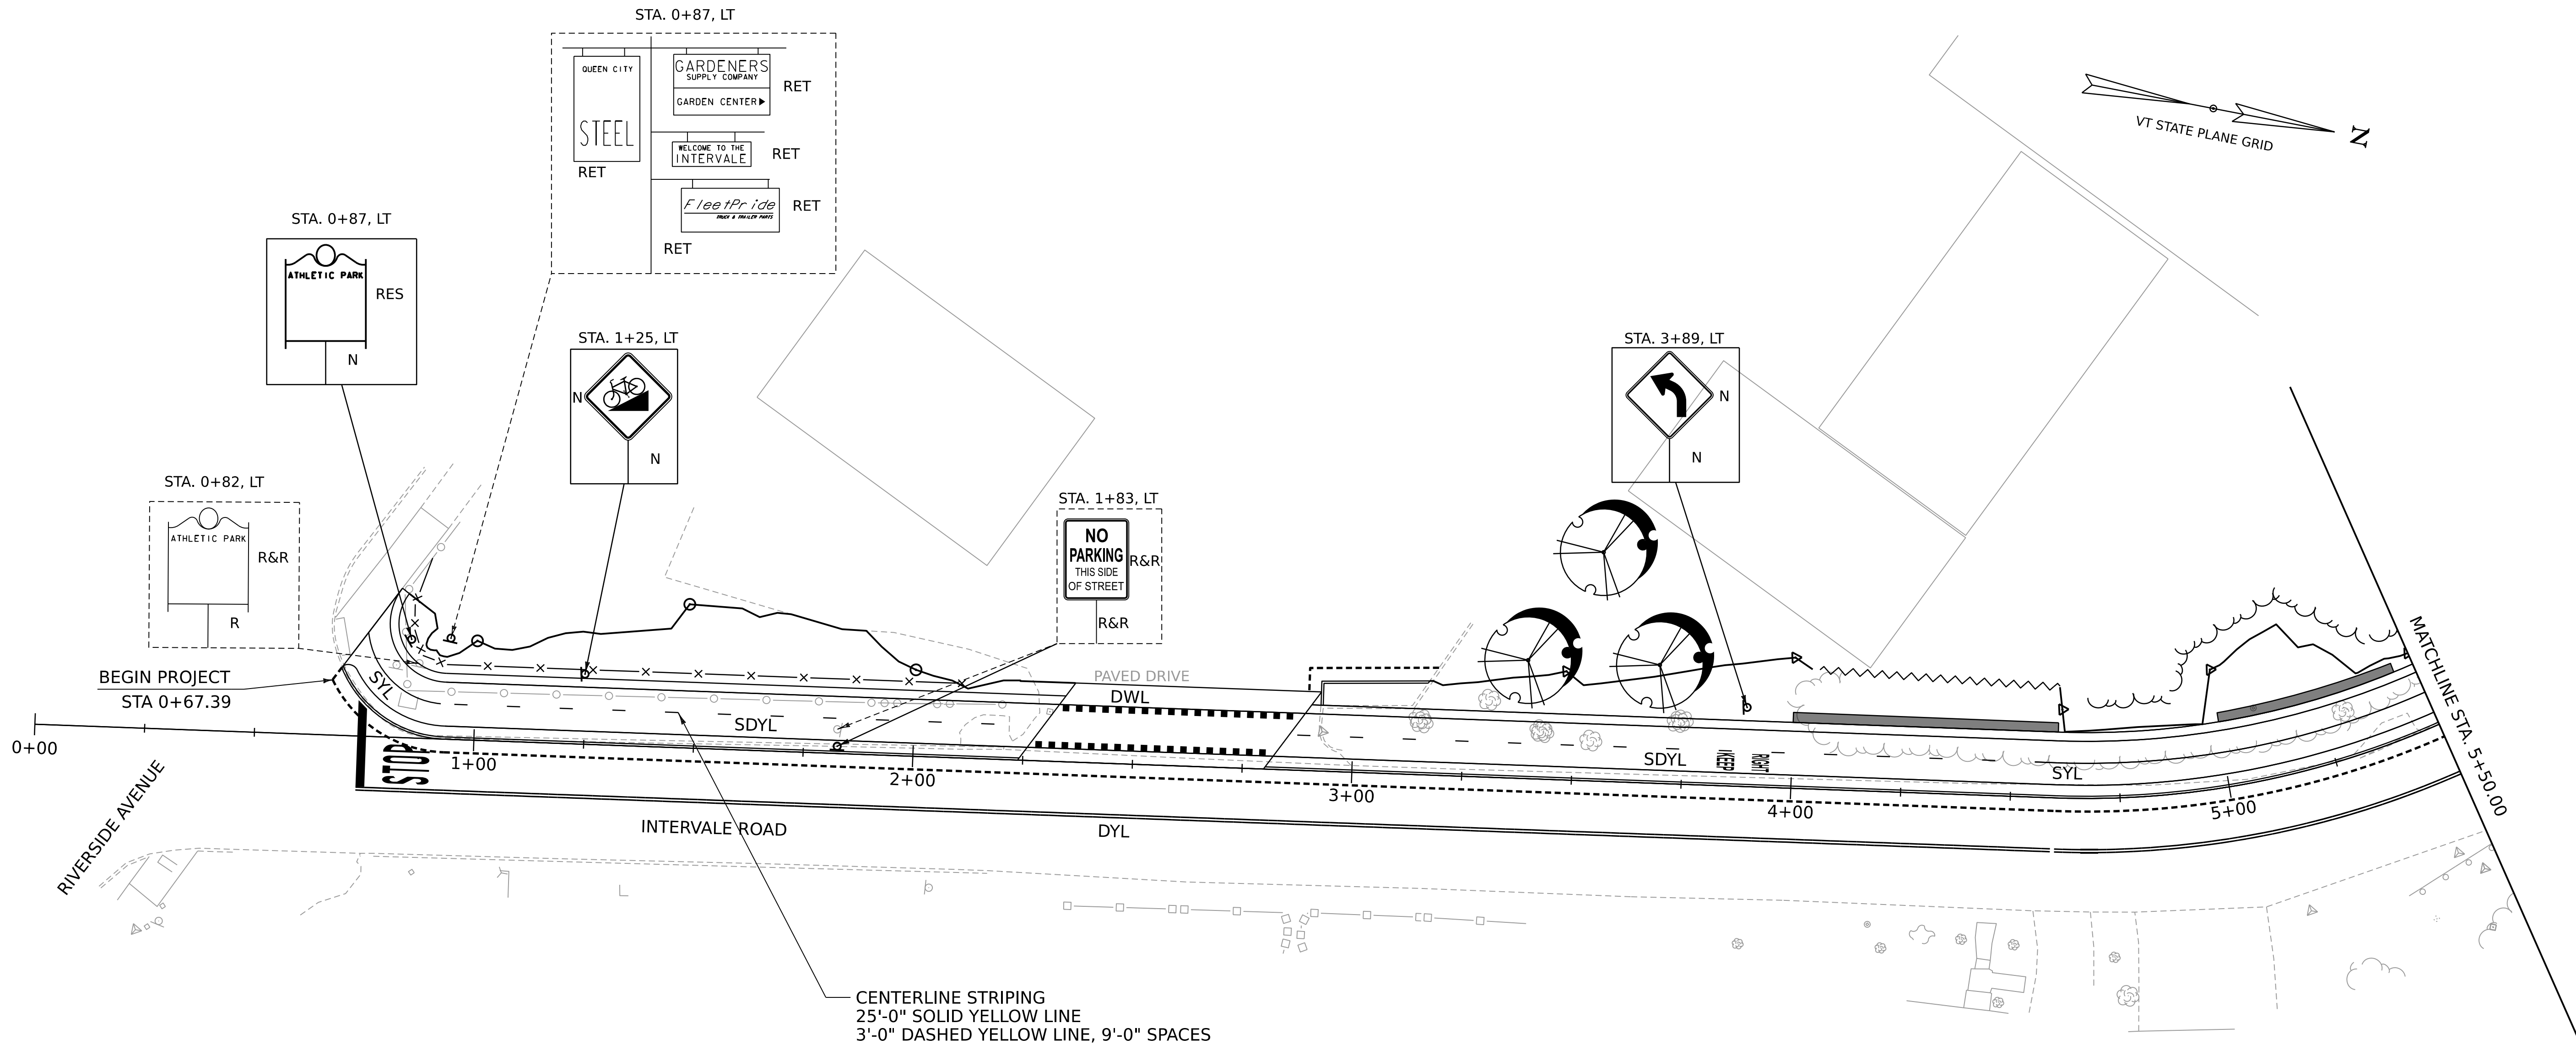 STA. 0+87, LT
QUEEN CITY
STEEL
RET
GARDENERS
SUPPLY COMPANY
GARDEN CENTER
RET
WELCOME TO THE
INTERVALE
RET
FleetPride
TRUCK & TRAILER PARTS
RET
RET
VT STATE PLANE GRID
N
STA. 0+87, LT
ATHLETIC PARK
RES
N
STA. 1+25, LT
N
N
STA. 3+89, LT
N
N
STA. 0+82, LT
ATHLETIC PARK
R&R
R
STA. 1+83, LT
NO
PARKING
THIS SIDE
OF STREET
R&R
R&R
BEGIN PROJECT
STA 0+67.39
SYL
PAVED DRIVE
DWL
SDYL
SDYL
KEEP
RIGHT
SYL
MATCHLINE STA. 5+50.00
0+00
STOP
1+00
2+00
3+00
4+00
5+00
RIVERSIDE AVENUE
INTERVALE ROAD
DYL
CENTERLINE STRIPING
25'-0" SOLID YELLOW LINE
3'-0" DASHED YELLOW LINE, 9'-0" SPACES